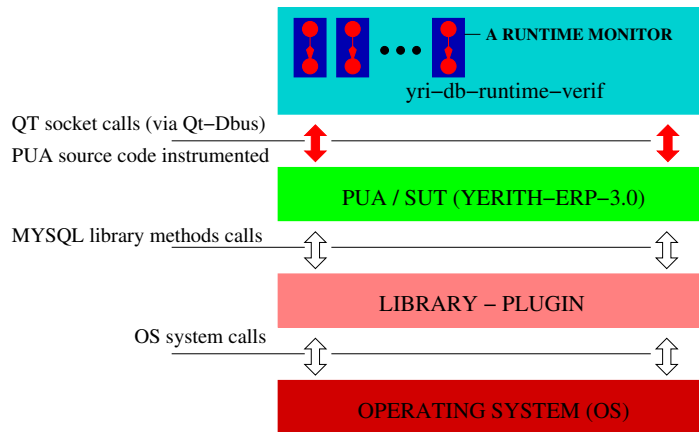 A RUNTIME MONITOR
yri−db−runtime−verif
QT socket calls (via Qt−Dbus)
PUA source code instrumented
PUA / SUT (YERITH−ERP−3.0)
MYSQL library methods calls
LIBRARY − PLUGIN
OS system calls
OPERATING SYSTEM (OS)